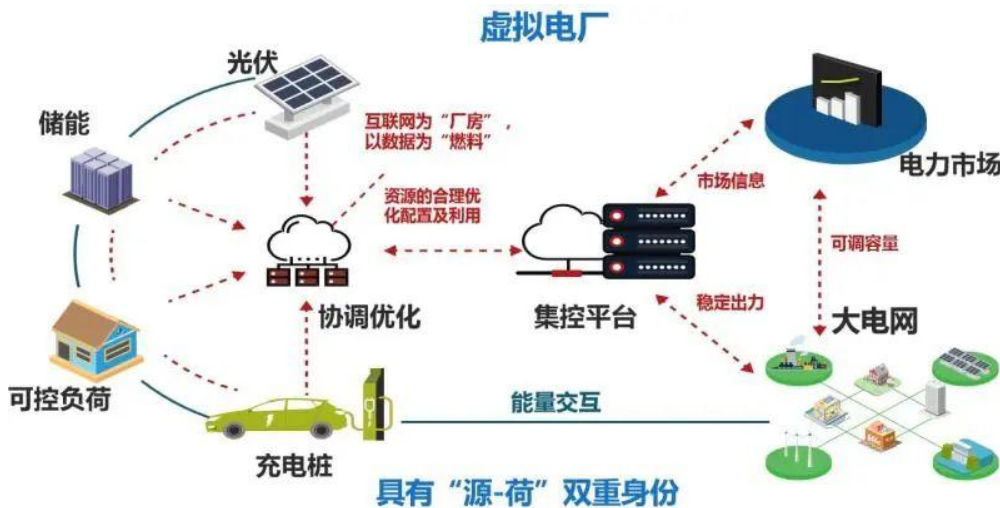 虚拟电厂
光伏
储能
互联网为“厂房”，
以数据为“燃料”
电力市场
市场信息
资源的合理优
化配置及利用
可调容量
稳定出力
协调优化
集控平台
大电网
可控负荷
能量交互
充电桩
具有“源-荷”双重身份